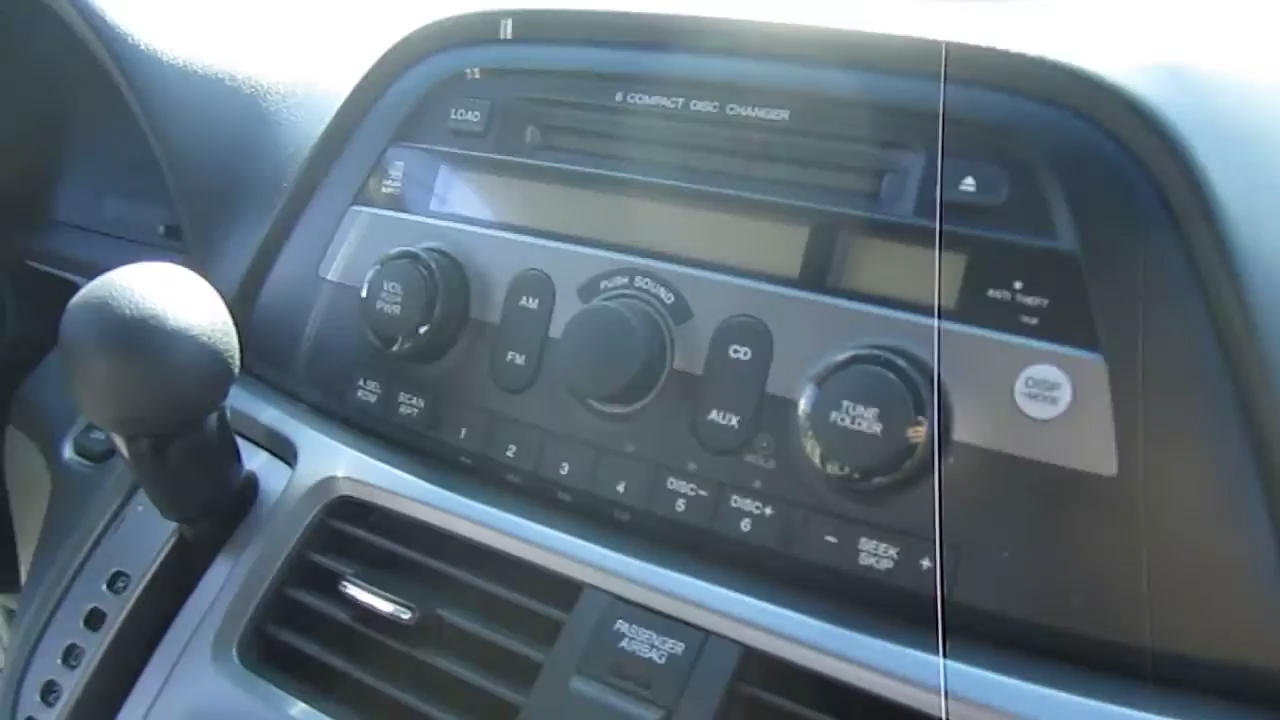 6 COMPACT DISC CHANGER
LOAD
ANTI THEFT
VOL
PUSH
PWR
AM
FM
PUSH SOUND
CD
AUX
TUNE
FOLDER
DISP
MODE
A.SEL
RDM
SCAN
RPT
1
2
3
4
DISC−
5
DISC+
6
−
SEEK
SKIP
+
PASSENGER
AIRBAG